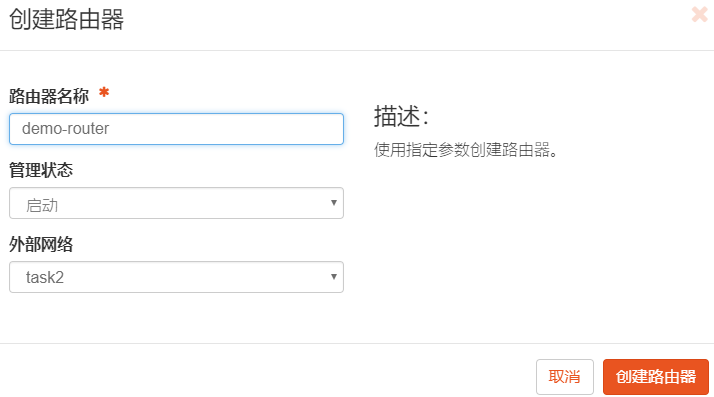 创建路由器
路由器名称 *
demo-router
描述：
使用指定参数创建路由器。
管理状态
启动
外部网络
task2
取消
创建路由器